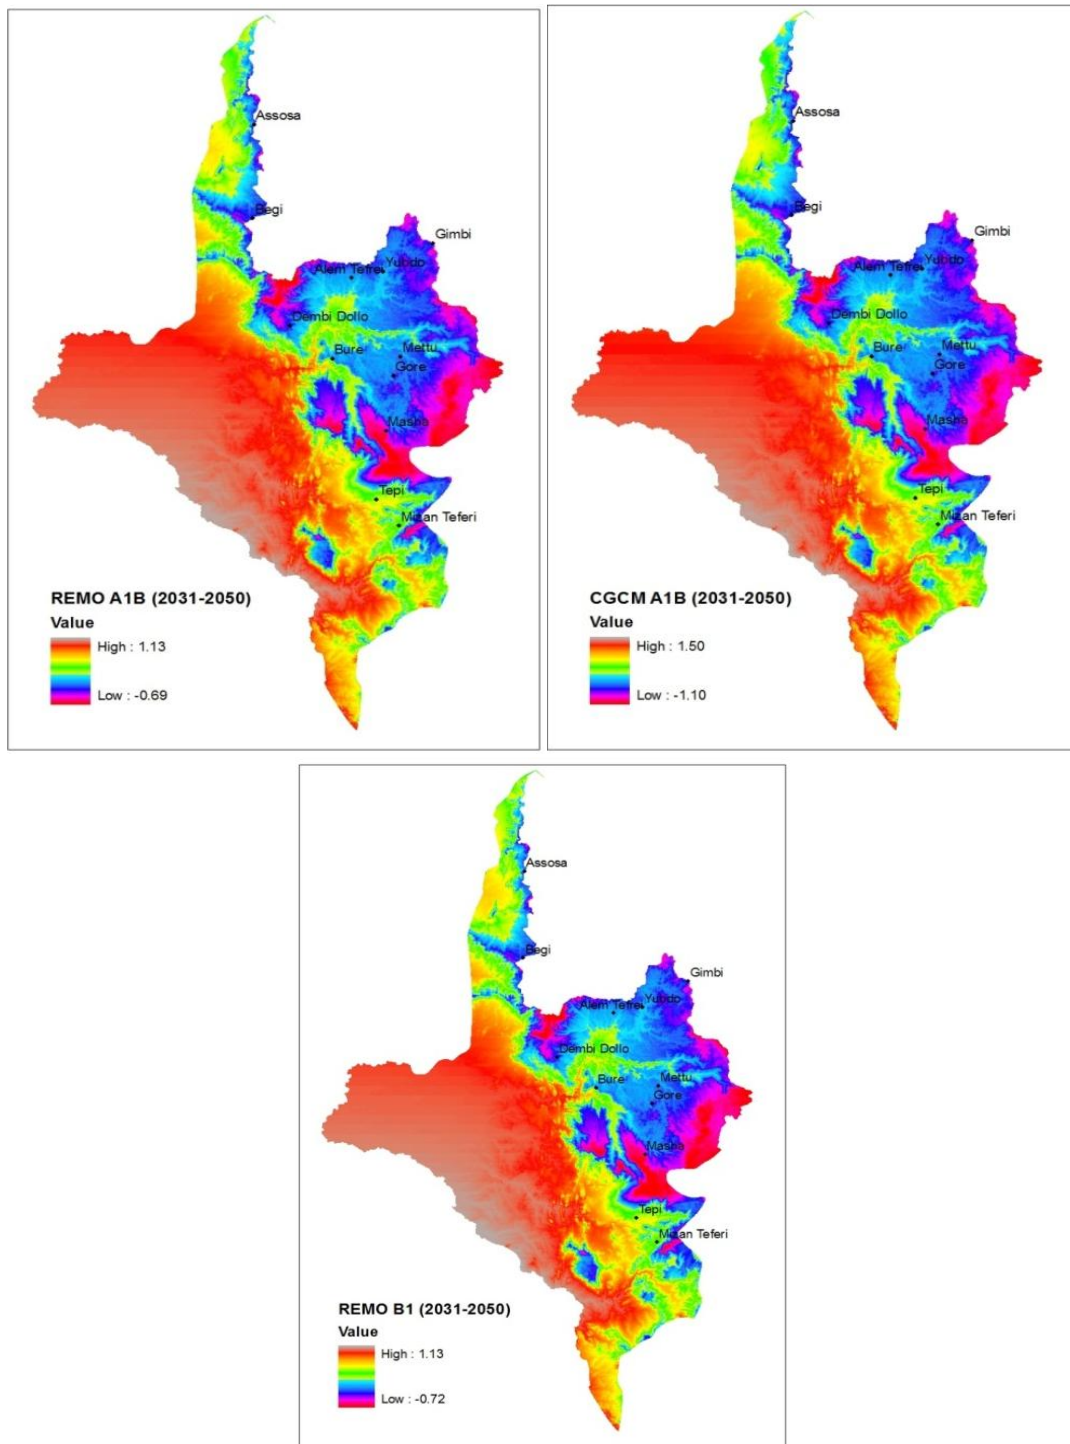 Assosa
Begi
Gimbi
Alem Tefrei Yubdo
Dembi Dollo
Bure
Mettu
Gore
Masha
Tepi
Mizan Teferi
REMO A1B (2031-2050)
Value
High : 1.13
Low : -0.69
Assosa
Begi
Gimbi
Alem Tefrei Yubdo
Dembi Dollo
Bure
Mettu
Gore
Masha
Tepi
Mizan Teferi
CGCM A1B (2031-2050)
Value
High : 1.50
Low : -1.10
Assosa
Begi
Gimbi
Alem Tefrei Yubdo
Dembi Dollo
Bure
Mettu
Gore
Masha
Tepi
Mizan Teferi
REMO B1 (2031-2050)
Value
High : 1.13
Low : -0.72